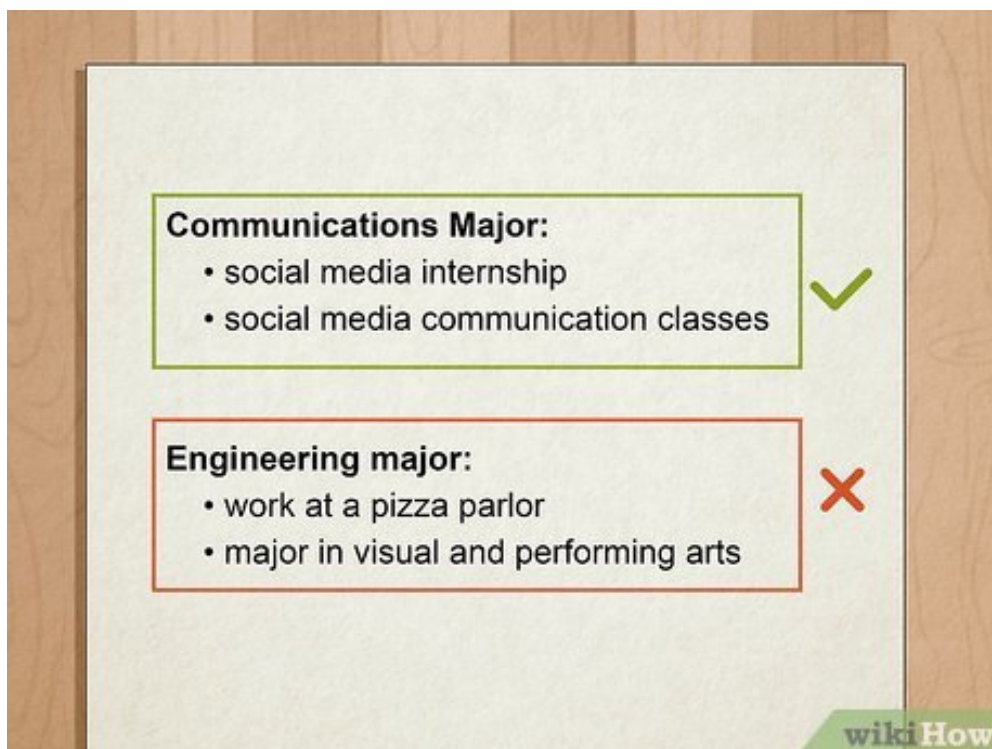 Communications Major:
• social media internship
• social media communication classes
Engineering major:
• work at a pizza parlor
• major in visual and performing arts
wikiHow